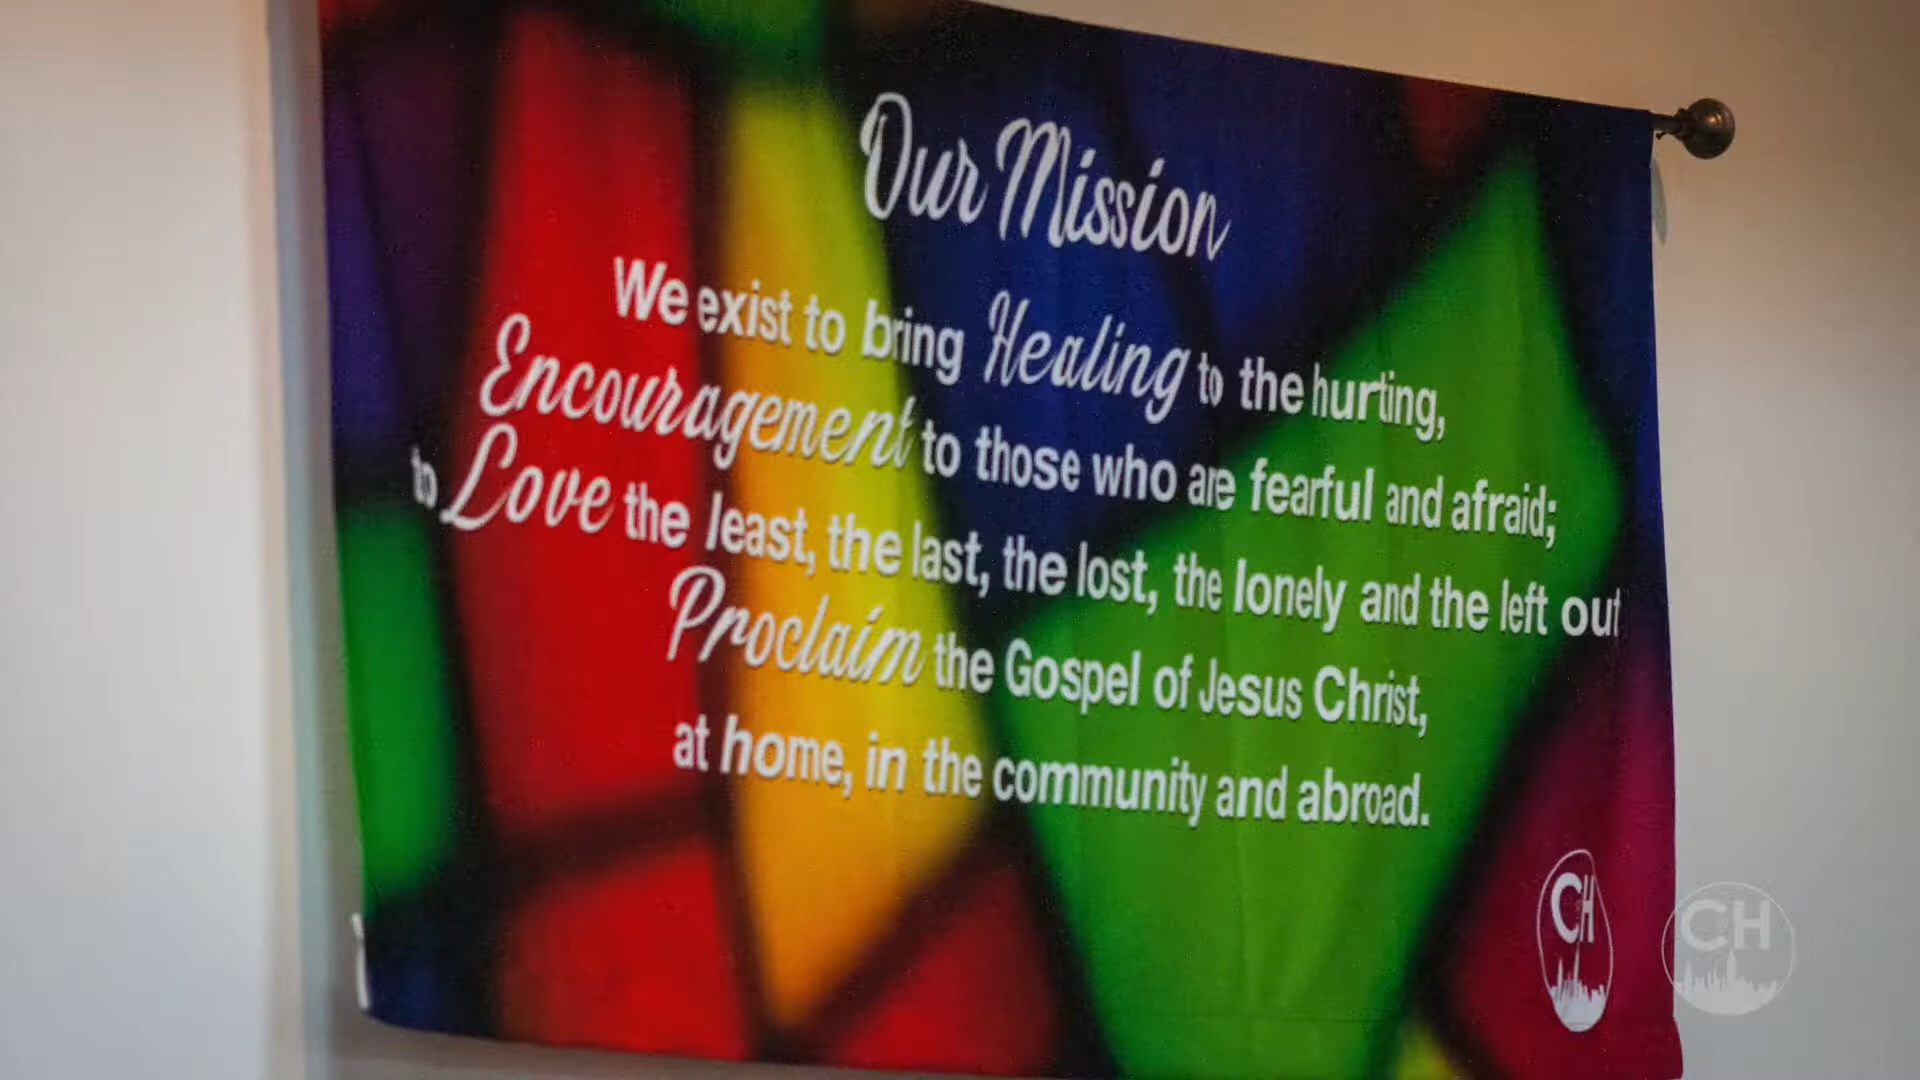 Our Mission
We exist to bring Healing to the hurting,
Encouragement to those who are fearful and afraid;
to Love the least, the last, the lost, the lonely and the left out
Proclaim the Gospel of Jesus Christ,
at home, in the community and abroad.
CH
CH